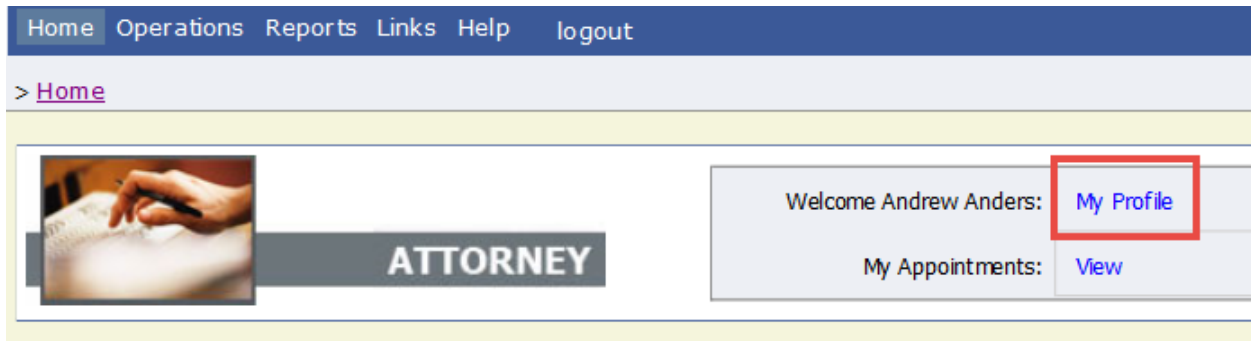 Home Operations Reports Links Help logout
> Home
ATTORNEY
Welcome Andrew Anders: My Profile
My Appointments: View